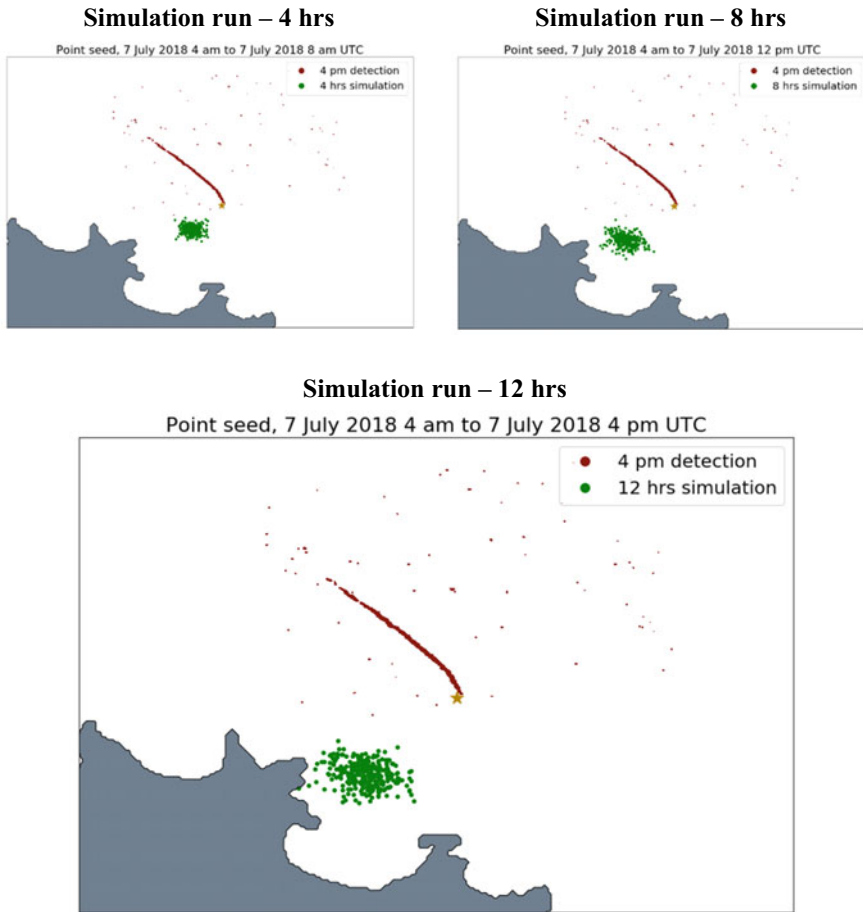 Simulation run – 4 hrs
Point seed, 7 July 2018 4 am to 7 July 2018 8 am UTC
4 pm detection
4 hrs simulation
Simulation run – 8 hrs
Point seed, 7 July 2018 4 am to 7 July 2018 12 pm UTC
4 pm detection
8 hrs simulation
Simulation run – 12 hrs
Point seed, 7 July 2018 4 am to 7 July 2018 4 pm UTC
4 pm detection
12 hrs simulation